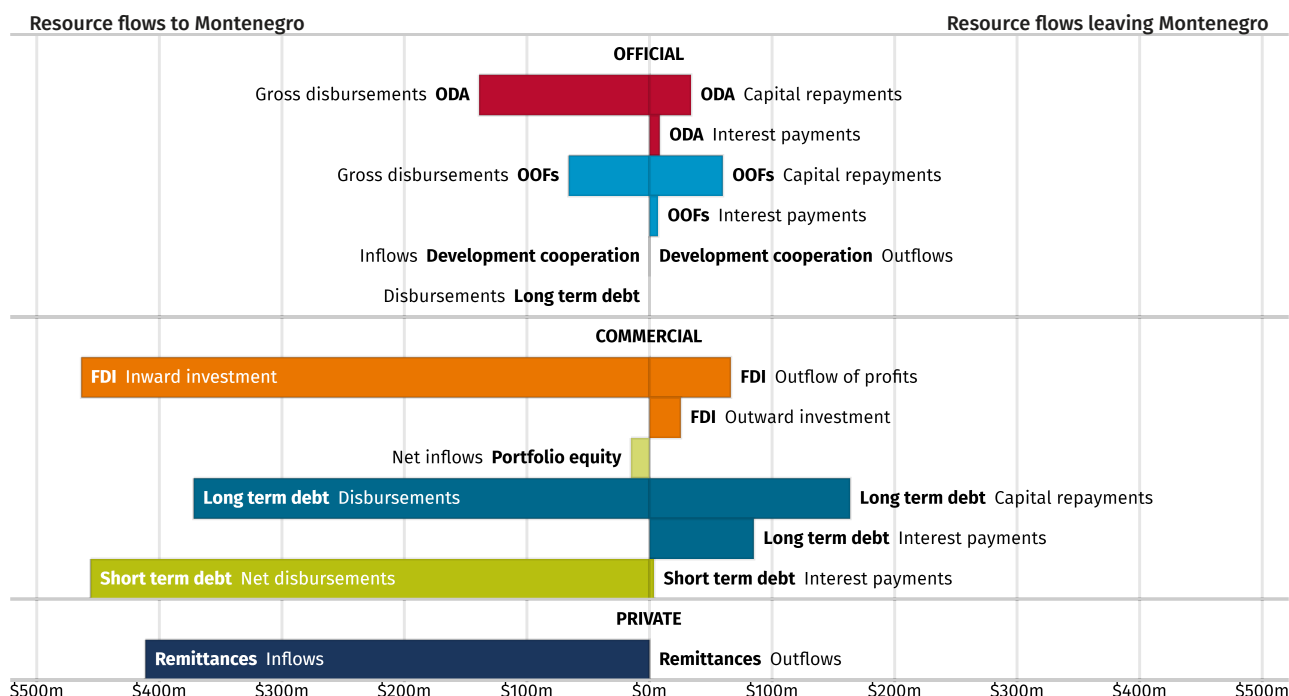 Resource flows to Montenegro Resource flows leaving Montenegro
OFFICIAL
Gross disbursements ODA ODA Capital repayments
ODA Interest payments
Gross disbursements OOFs OOFs Capital repayments
OOFs Interest payments
Inflows Development cooperation Development cooperation Outflows
Disbursements Long term debt
COMMERCIAL
FDI Inward investment FDI Outflow of profits
FDI Outward investment
Net inflows Portfolio equity
Long term debt Disbursements Long term debt Capital repayments
Long term debt Interest payments
Short term debt Net disbursements Short term debt Interest payments
PRIVATE
Remittances Inflows Remittances Outflows
$500m $400m $300m $200m $100m $0m $100m $200m $300m $400m $500m